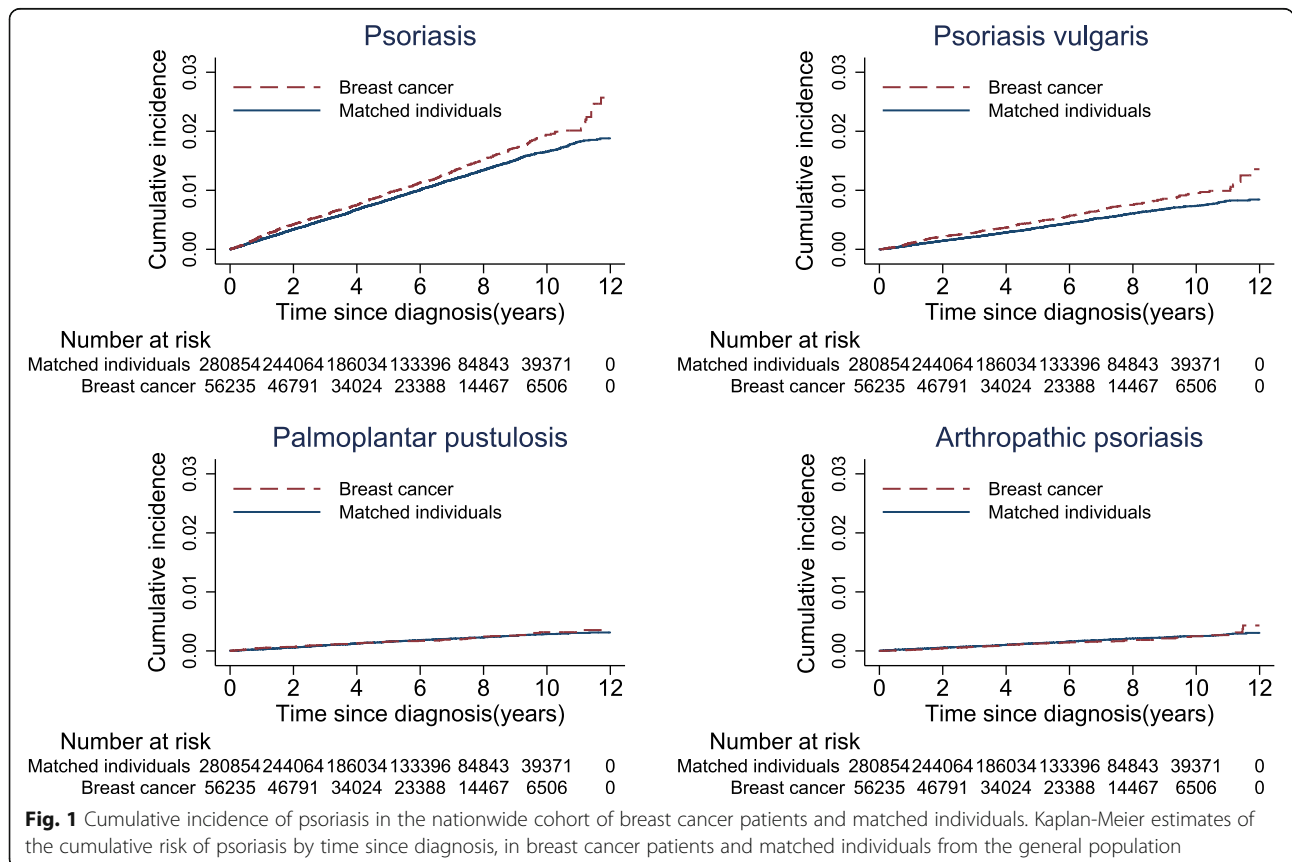 Psoriasis
Cumulative incidence
0.03
0.02
0.01
0.00
Breast cancer
Matched individuals
0 2 4 6 8 10 12
Time since diagnosis(years)
Number at risk
Matched individuals 280854 244064 186034 133396 84843 39371 0
Breast cancer 56235 46791 34024 23388 14467 6506 0
Psoriasis vulgaris
Cumulative incidence
0.03
0.02
0.01
0.00
Breast cancer
Matched individuals
0 2 4 6 8 10 12
Time since diagnosis(years)
Number at risk
Matched individuals 280854 244064 186034 133396 84843 39371 0
Breast cancer 56235 46791 34024 23388 14467 6506 0
Palmoplantar pustulosis
Cumulative incidence
0.03
0.02
0.01
0.00
Breast cancer
Matched individuals
0 2 4 6 8 10 12
Time since diagnosis(years)
Number at risk
Matched individuals 280854 244064 186034 133396 84843 39371 0
Breast cancer 56235 46791 34024 23388 14467 6506 0
Arthropathic psoriasis
Cumulative incidence
0.03
0.02
0.01
0.00
Breast cancer
Matched individuals
0 2 4 6 8 10 12
Time since diagnosis(years)
Number at risk
Matched individuals 280854 244064 186034 133396 84843 39371 0
Breast cancer 56235 46791 34024 23388 14467 6506 0
Fig. 1 Cumulative incidence of psoriasis in the nationwide cohort of breast cancer patients and matched individuals. Kaplan-Meier estimates of
the cumulative risk of psoriasis by time since diagnosis, in breast cancer patients and matched individuals from the general population